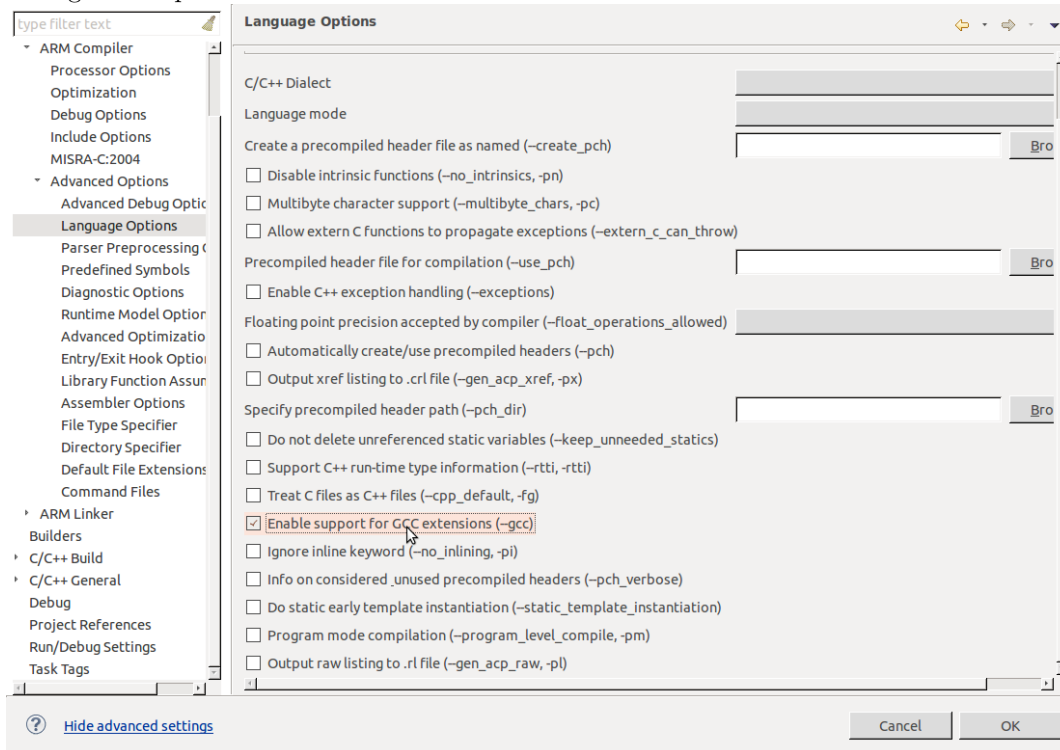 type filter text
ARM Compiler
Processor Options
Optimization
Debug Options
Include Options
MISRA-C:2004
Advanced Options
Advanced Debug Optic
Language Options
Parser Preprocessing
Predefined Symbols
Diagnostic Options
Runtime Model Option
Advanced Optimizatio
Entry/Exit Hook Option
Library Function Assum
Assembler Options
File Type Specifier
Directory Specifier
Default File Extensions
Command Files
ARM Linker
Builders
C/C++ Build
C/C++ General
Debug
Project References
Run/Debug Settings
Task Tags
Language Options
C/C++ Dialect
Language mode
Create a precompiled header file as named (--create_pch)
Bro
Disable intrinsic functions (--no_intrinsics, -pn)
Multibyte character support (--multibyte_chars, -pc)
Allow extern C functions to propagate exceptions (--extern_c_can_throw)
Precompiled header file for compilation (--use_pch)
Bro
Enable C++ exception handling (--exceptions)
Floating point precision accepted by compiler (--float_operations_allowed)
Automatically create/use precompiled headers (--pch)
Output xref listing to .crl file (--gen_acp_xref, -px)
Specify precompiled header path (--pch_dir)
Bro
Do not delete unreferenced static variables (--keep_unneeded_statics)
Support C++ run-time type information (--rtti, -rtti)
Treat C files as C++ files (--cpp_default, -fg)
Enable support for GCC extensions (--gcc)
Ignore inline keyword (--no_inlining, -pi)
Info on considered unused precompiled headers (--pch_verbose)
Do static early template instantiation (--static_template_instantiation)
Program mode compilation (--program_level_compile, -pm)
Output raw listing to .rl file (--gen_acp_raw, -pl)
Hide advanced settings
Cancel
OK